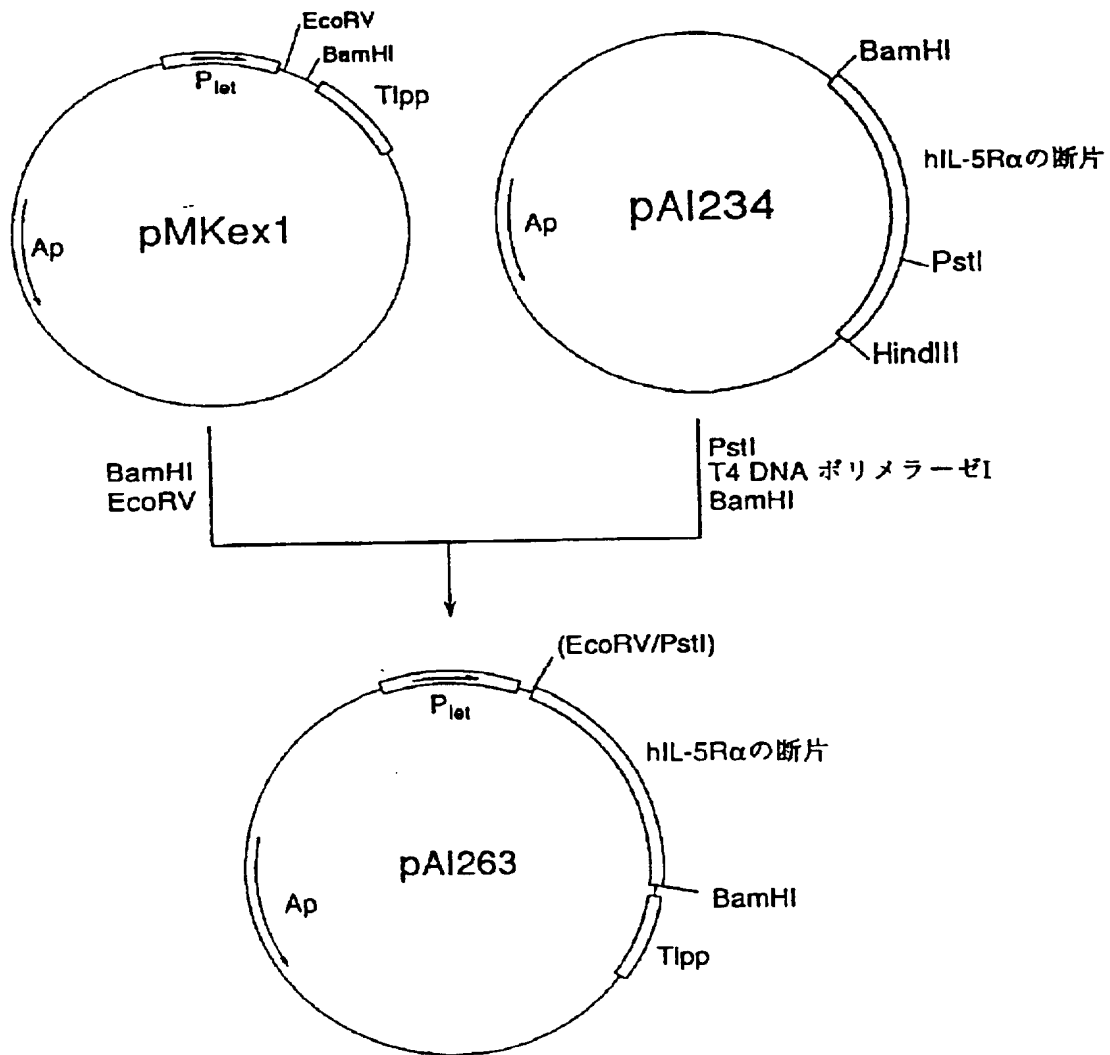 EcoRV
BamHI
P_let
Tlpp
Ap
pMKex1
BamHI
hIL-5Rαの断片
pAI234
Ap
PstI
HindIII
BamHI
EcoRV
PstI
T4 DNA ポリメラーゼI
BamHI
(EcoRV/PstI)
P_let
hIL-5Rαの断片
pAI263
Ap
BamHI
Tlpp